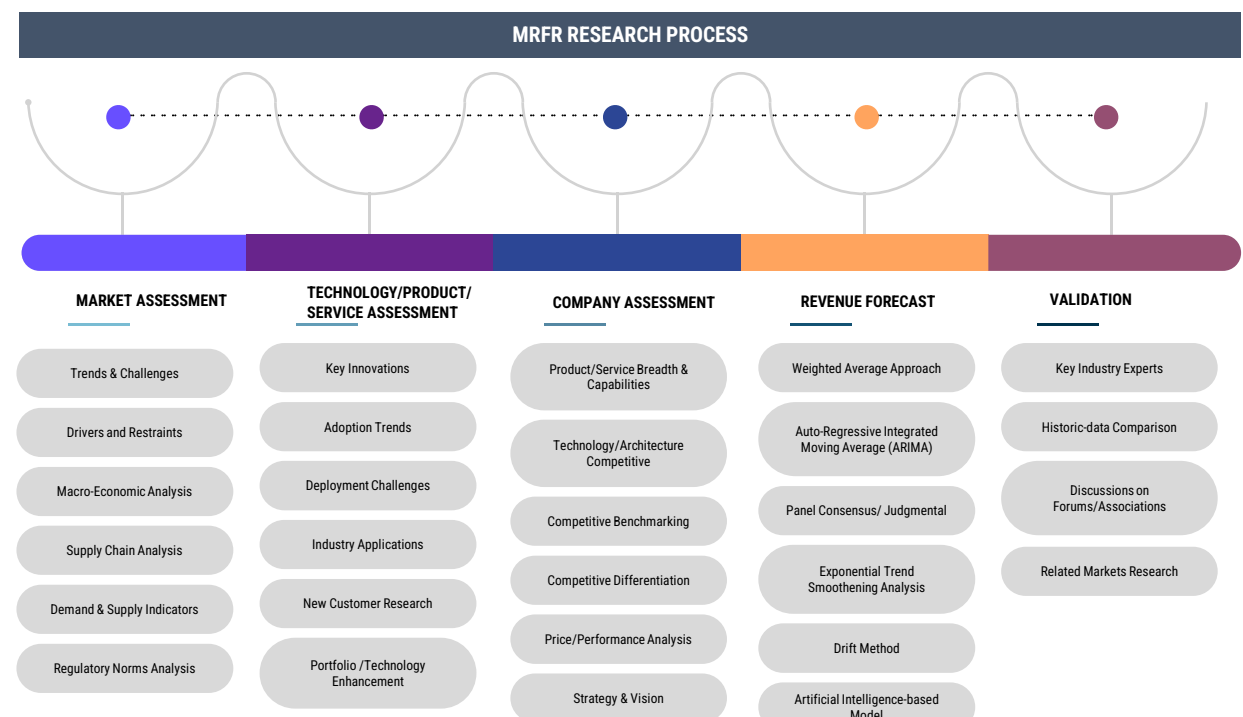 MRFR RESEARCH PROCESS
MARKET ASSESSMENT
Trends & Challenges
Drivers and Restraints
Macro-Economic Analysis
Supply Chain Analysis
Demand & Supply Indicators
Regulatory Norms Analysis
TECHNOLOGY/PRODUCT/
SERVICE ASSESSMENT
Key Innovations
Adoption Trends
Deployment Challenges
Industry Applications
New Customer Research
Portfolio /Technology
Enhancement
COMPANY ASSESSMENT
Product/Service Breadth &
Capabilities
Technology/Architecture
Competitive
Competitive Benchmarking
Competitive Differentiation
Price/Performance Analysis
Strategy & Vision
REVENUE FORECAST
Weighted Average Approach
Auto-Regressive Integrated
Moving Average (ARIMA)
Panel Consensus/ Judgmental
Exponential Trend
Smoothening Analysis
Drift Method
Artificial Intelligence-based
Model
VALIDATION
Key Industry Experts
Historic-data Comparison
Discussions on
Forums/Associations
Related Markets Research